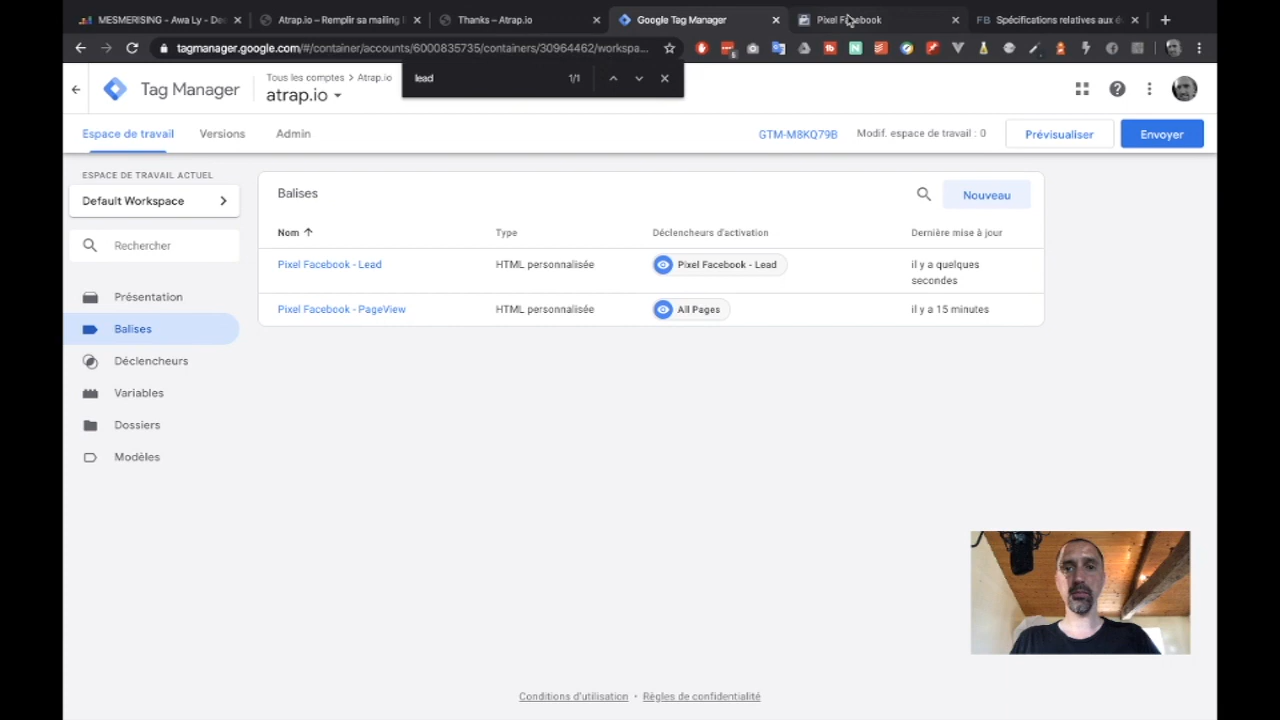 MESMERISING - Awa Ly - De
Atrap.io – Remplir sa mailing l
Thanks – Atrap.io
Google Tag Manager
Pixel Facebook
FB Spécifications relatives aux é
tagmanager.google.com/#/container/accounts/6000835735/containers/30964462/workspa...
lead 1/1
Tag Manager
Tous les comptes > Atrap.io
atrap.io
Espace de travail Versions Admin
GTM-M8KQ79B Modif. espace de travail : 0 Prévisualiser Envoyer
ESPACE DE TRAVAIL ACTUEL
Default Workspace
Rechercher
Présentation
Balises
Déclencheurs
Variables
Dossiers
Modèles
Balises
Nouveau
Nom Type Déclencheurs d'activation Dernière mise à jour
Pixel Facebook - Lead HTML personnalisée Pixel Facebook - Lead il y a quelques
secondes
Pixel Facebook - PageView HTML personnalisée All Pages il y a 15 minutes
Conditions d'utilisation • Règles de confidentialité